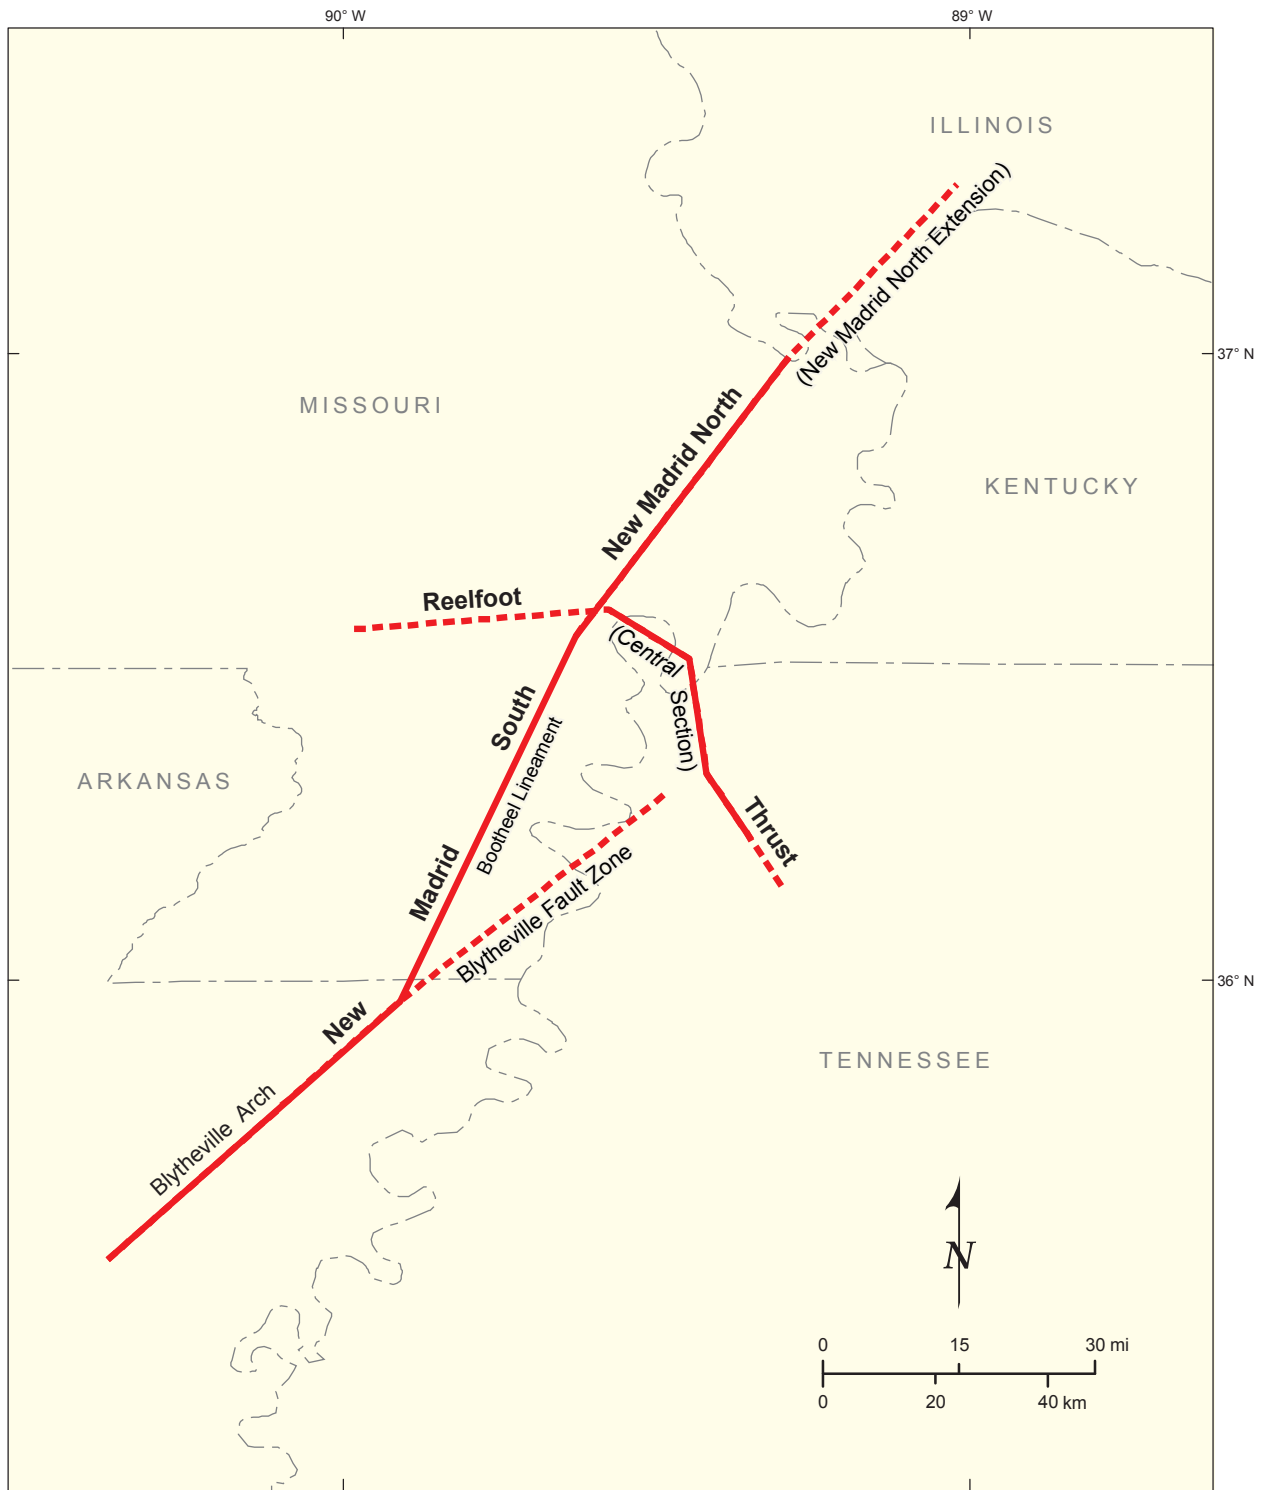 90° W
89° W
ILLINOIS
(New Madrid North Extension)
37° N
MISSOURI
New Madrid North
KENTUCKY
Reelfoot
(Central
Section)
South
Bootheel Lineament
ARKANSAS
Thrust
Madrid
Blytheville Fault Zone
36° N
New
TENNESSEE
Blytheville Arch
N
0 15 30 mi
0 20 40 km